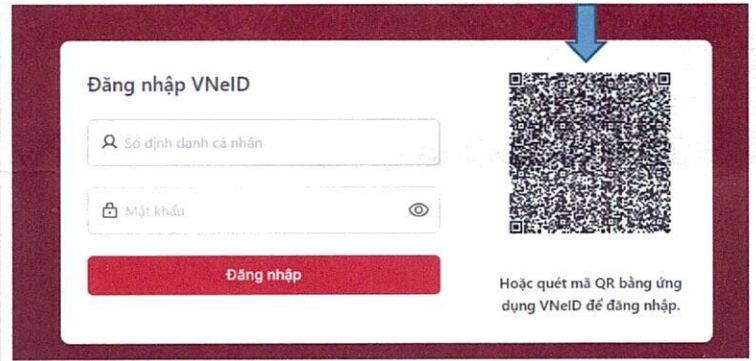 Đăng nhập VNeID
Số định danh cá nhân
Mật khẩu
Đăng nhập
Hoặc quét mã QR bằng ứng
dụng VNeID để đăng nhập.